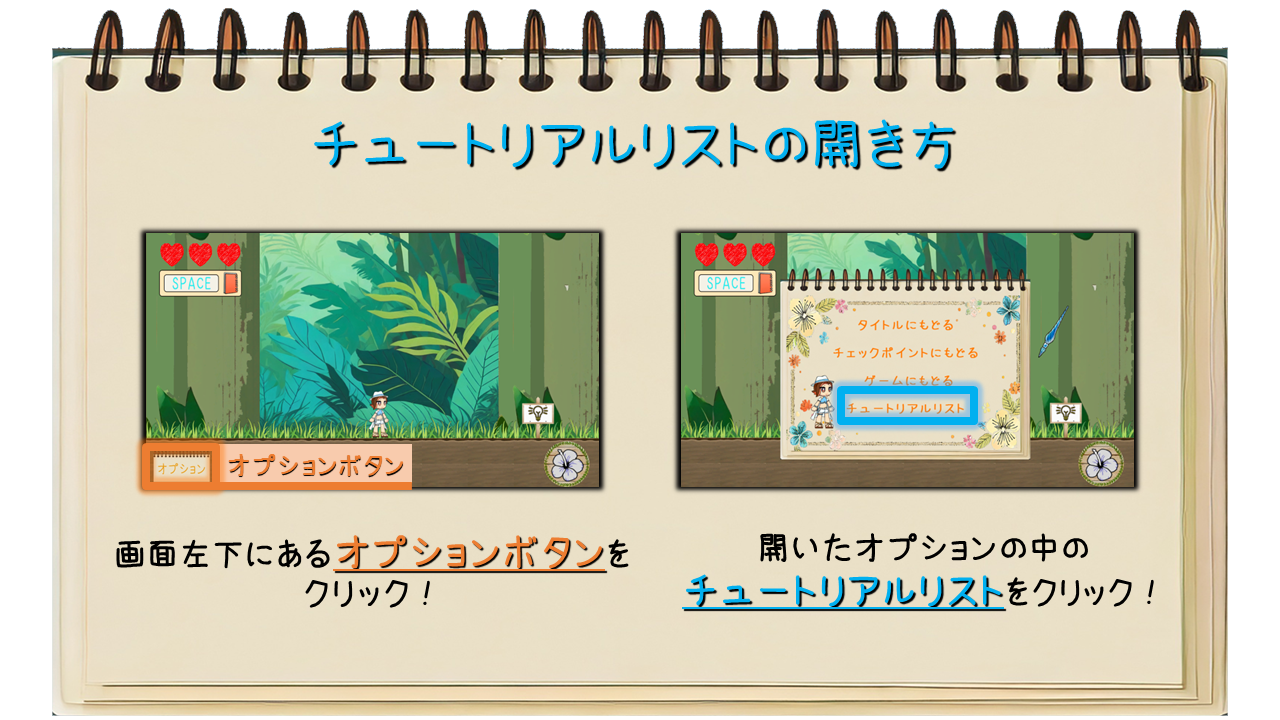 チュートリアルリストの開き方
SPACE
オプション
オプションボタン
SPACE
タイトルにもどる
チェックポイントにもどる
ゲームにもどる
チュートリアルリスト
画面左下にあるオプションボタンを
クリック！
開いたオプションの中の
チュートリアルリストをクリック！